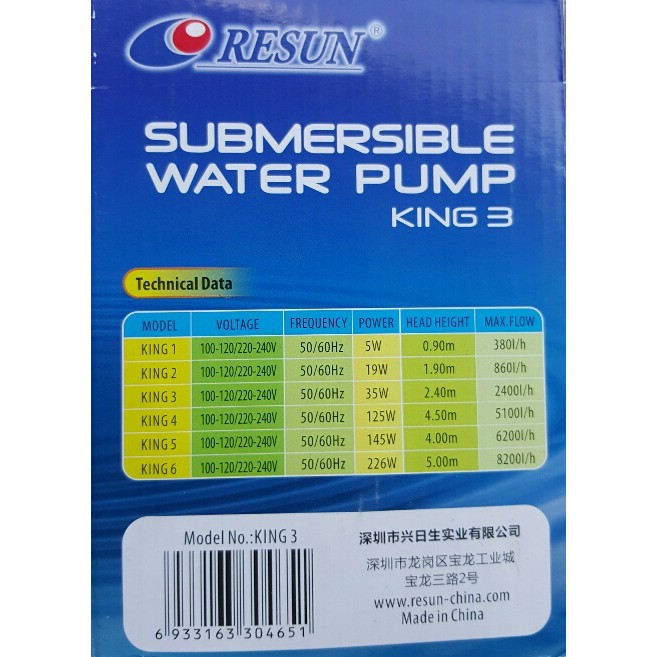 RESUN®
SUBMERSIBLE
WATER PUMP
KING 3
Technical Data
MODEL VOLTAGE FREQUENCY POWER HEAD HEIGHT MAX.FLOW
KING 1 100-120/220-240V 50/60Hz 5W 0.90m 380l/h
KING 2 100-120/220-240V 50/60Hz 19W 1.90m 860l/h
KING 3 100-120/220-240V 50/60Hz 35W 2.40m 2400l/h
KING 4 100-120/220-240V 50/60Hz 125W 4.50m 5100l/h
KING 5 100-120/220-240V 50/60Hz 145W 4.00m 6200l/h
KING 6 100-120/220-240V 50/60Hz 226W 5.00m 8200l/h
Model No.:KING 3
6 933163 304651
深圳市兴日生实业有限公司
深圳市龙岗区宝龙工业城
宝龙三路2号
www.resun-china.com
Made in China